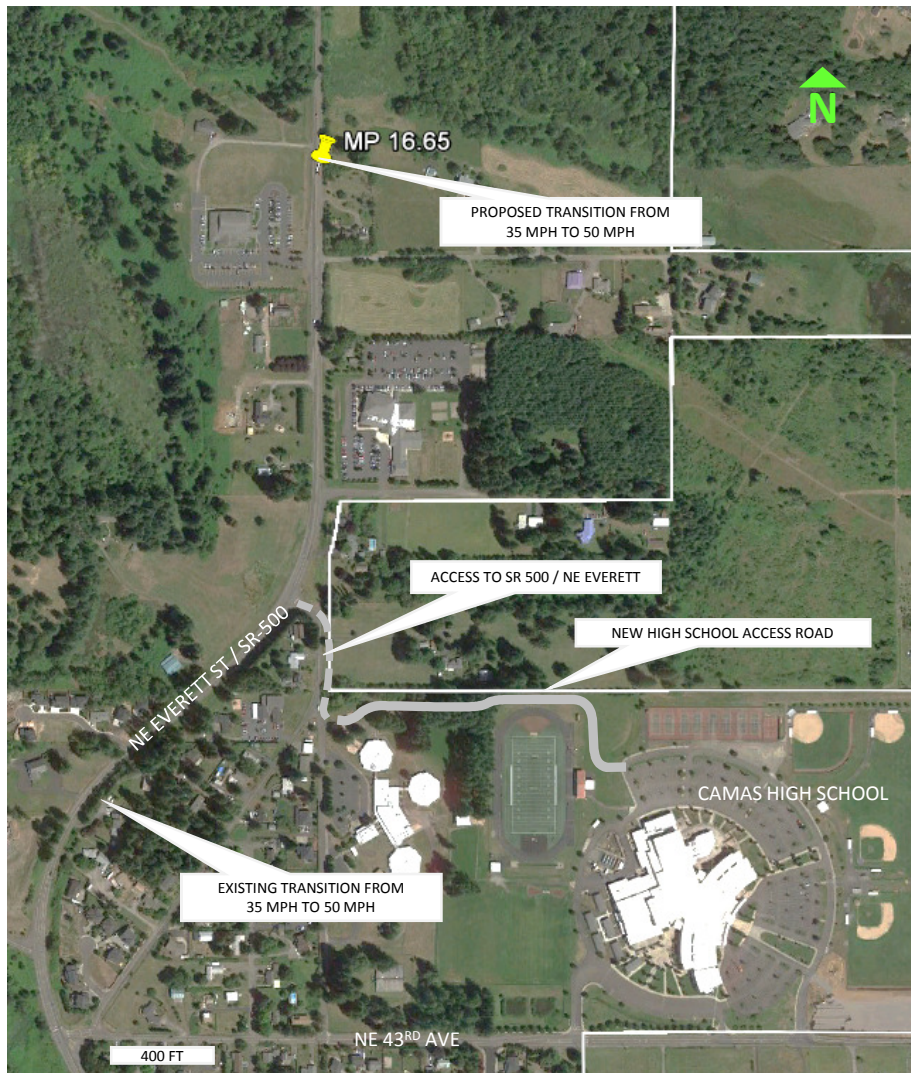 N
MP 16.65
PROPOSED TRANSITION FROM
35 MPH TO 50 MPH
ACCESS TO SR 500 / NE EVERETT
NEW HIGH SCHOOL ACCESS ROAD
NE EVERETT ST / SR-500
CAMAS HIGH SCHOOL
EXISTING TRANSITION FROM
35 MPH TO 50 MPH
NE 43RD AVE
400 FT